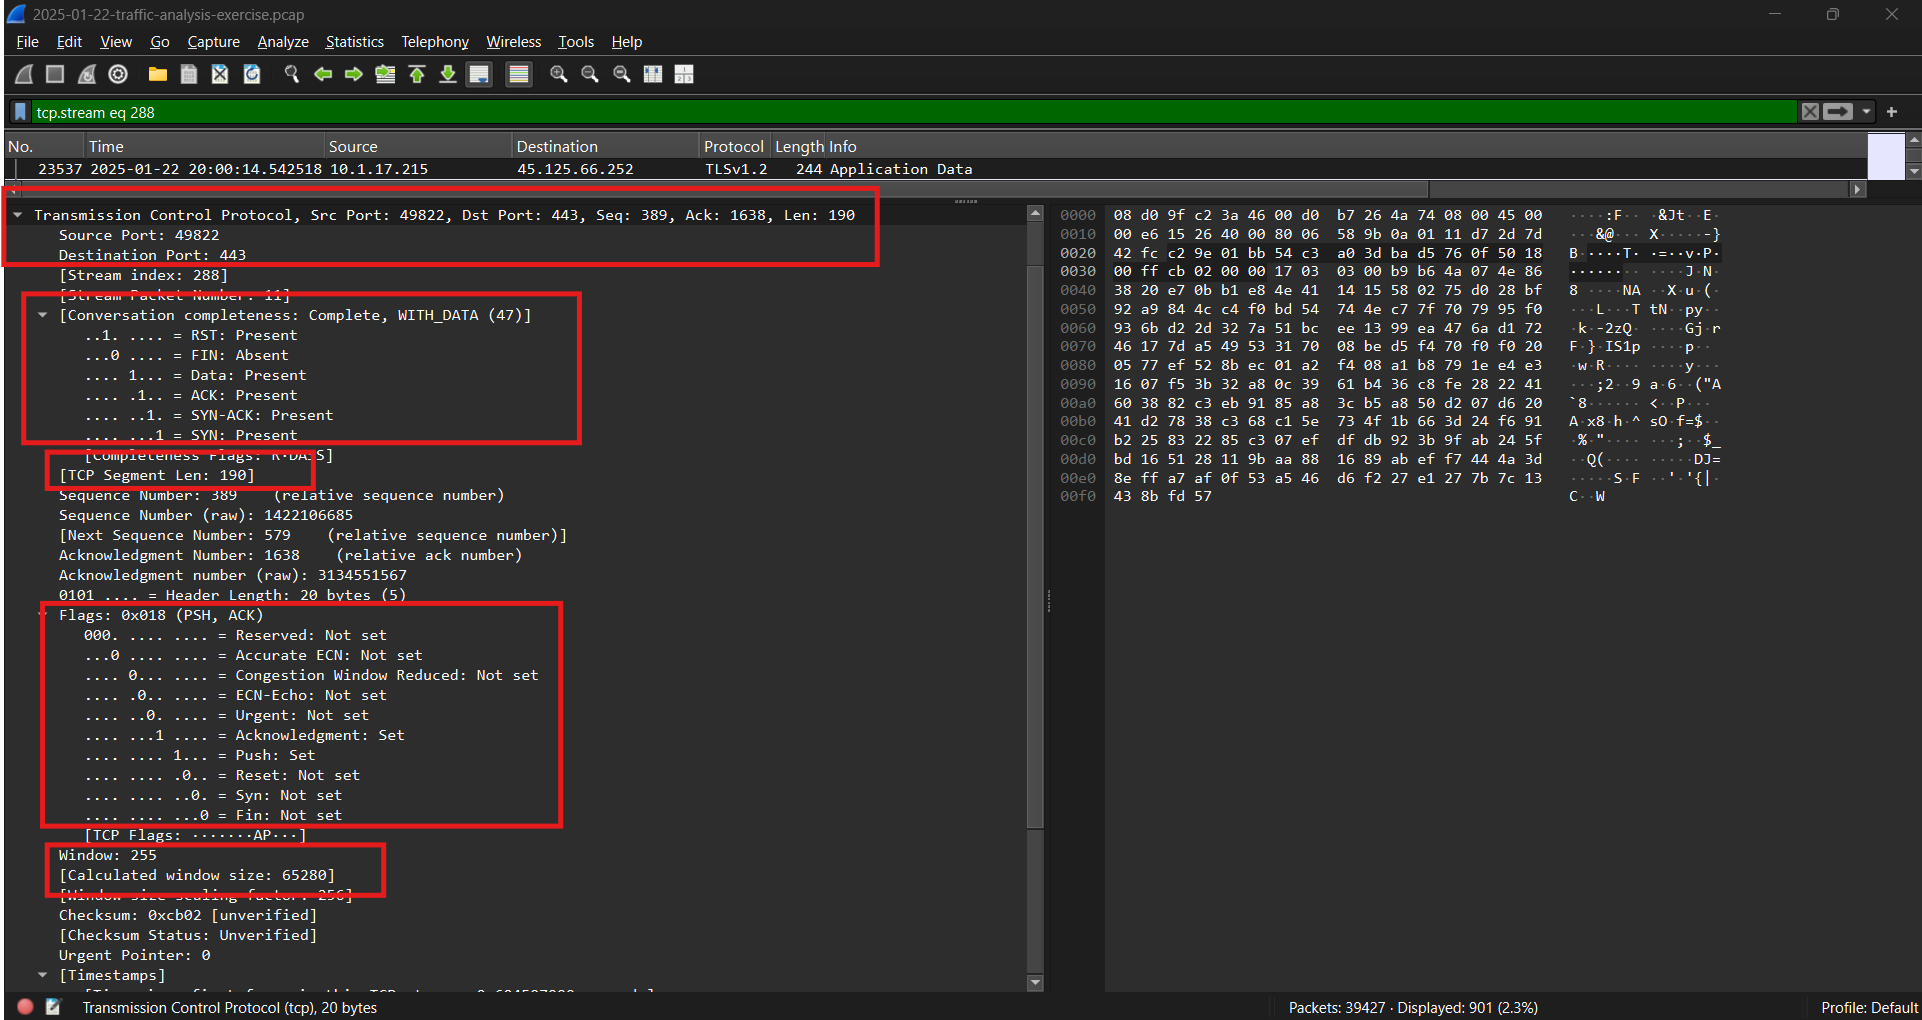 2025-01-22-traffic-analysis-exercise.pcap
File Edit View Go Capture Analyze Statistics Telephony Wireless Tools Help
tcp.stream eq 288
No. Time Source Destination Protocol Length Info
23537 2025-01-22 20:00:14.542518 10.1.17.215 45.125.66.252 TLSv1.2 244 Application Data
Transmission Control Protocol, Src Port: 49822, Dst Port: 443, Seq: 389, Ack: 1638, Len: 190
Source Port: 49822
Destination Port: 443
[Stream index: 288]
[Stream Packet Number: 11]
[Conversation completeness: Complete, WITH_DATA (47)]
..1. .... = RST: Present
...0 .... = FIN: Absent
.... 1... = Data: Present
.... .1.. = ACK: Present
.... ..1. = SYN-ACK: Present
.... ...1 = SYN: Present
[Completeness Flags: R·DASS]
[TCP Segment Len: 190]
Sequence Number: 389 (relative sequence number)
Sequence Number (raw): 1422106685
[Next Sequence Number: 579 (relative sequence number)]
Acknowledgment Number: 1638 (relative ack number)
Acknowledgment number (raw): 3134551567
0101 .... = Header Length: 20 bytes (5)
Flags: 0x018 (PSH, ACK)
000. .... .... = Reserved: Not set
...0 .... .... = Accurate ECN: Not set
.... 0... .... = Congestion Window Reduced: Not set
.... .0.. .... = ECN-Echo: Not set
.... ..0. .... = Urgent: Not set
.... ...1 .... = Acknowledgment: Set
.... .... 1... = Push: Set
.... .... .0.. = Reset: Not set
.... .... ..0. = Syn: Not set
.... .... ...0 = Fin: Not set
[TCP Flags: ·······AP···]
Window: 255
[Calculated window size: 65280]
[Window size scaling factor: 256]
Checksum: 0xcb02 [unverified]
[Checksum Status: Unverified]
Urgent Pointer: 0
[Timestamps]
0000 08 d0 9f c2 3a 46 00 d0 b7 26 4a 74 08 00 45 00 ····:F·· ·&Jt··E·
0010 00 e6 15 26 40 00 80 06 58 9b 0a 01 11 d7 2d 7d ···&@··· X·····-}
0020 42 fc c2 9e 01 bb 54 c3 a0 3d ba d5 76 0f 50 18 B·····T· ·=··v·P·
0030 00 ff cb 02 00 00 17 03 03 00 b9 b6 4a 07 4e 86 ········ ····J·N·
0040 38 20 e7 0b b1 e8 4e 41 14 15 58 02 75 d0 28 bf 8 ····NA ··X·u·(·
0050 92 a9 84 4c c4 f0 bd 54 74 4e c7 7f 70 79 95 f0 ···L···T tN··py··
0060 93 6b d2 2d 32 7a 51 bc ee 13 99 ea 47 6a d1 72 ·k·-2zQ· ····Gj·r
0070 46 17 7d a5 49 53 31 70 08 be d5 f4 70 f0 f0 20 F·}·IS1p ····p··
0080 05 77 ef 52 8b ec 01 a2 f4 08 a1 b8 79 1e e4 e3 ·w·R···· ····y···
0090 16 07 f5 3b 32 a8 0c 39 61 b4 36 c8 fe 28 22 41 ···;2··9 a·6··("A
00a0 60 38 82 c3 eb 91 85 a8 3c b5 a8 50 d2 07 d6 20 `8······ <··P···
00b0 41 d2 78 38 c3 68 c1 5e 73 4f 1b 66 3d 24 f6 91 A·x8·h·^ sO·f=$··
00c0 b2 25 83 22 85 c3 07 ef df db 92 3b 9f ab 24 5f ·%·"···· ···;··$_
00d0 bd 16 51 28 11 9b aa 88 16 89 ab ef f7 44 4a 3d ··Q(···· ·····DJ=
00e0 8e ff a7 af 0f 53 a5 46 d6 f2 27 e1 27 7b 7c 13 ·····S·F ··'·'{|·
00f0 43 8b fd 57 C··W
Transmission Control Protocol (tcp), 20 bytes
Packets: 39427 · Displayed: 901 (2.3%)
Profile: Default